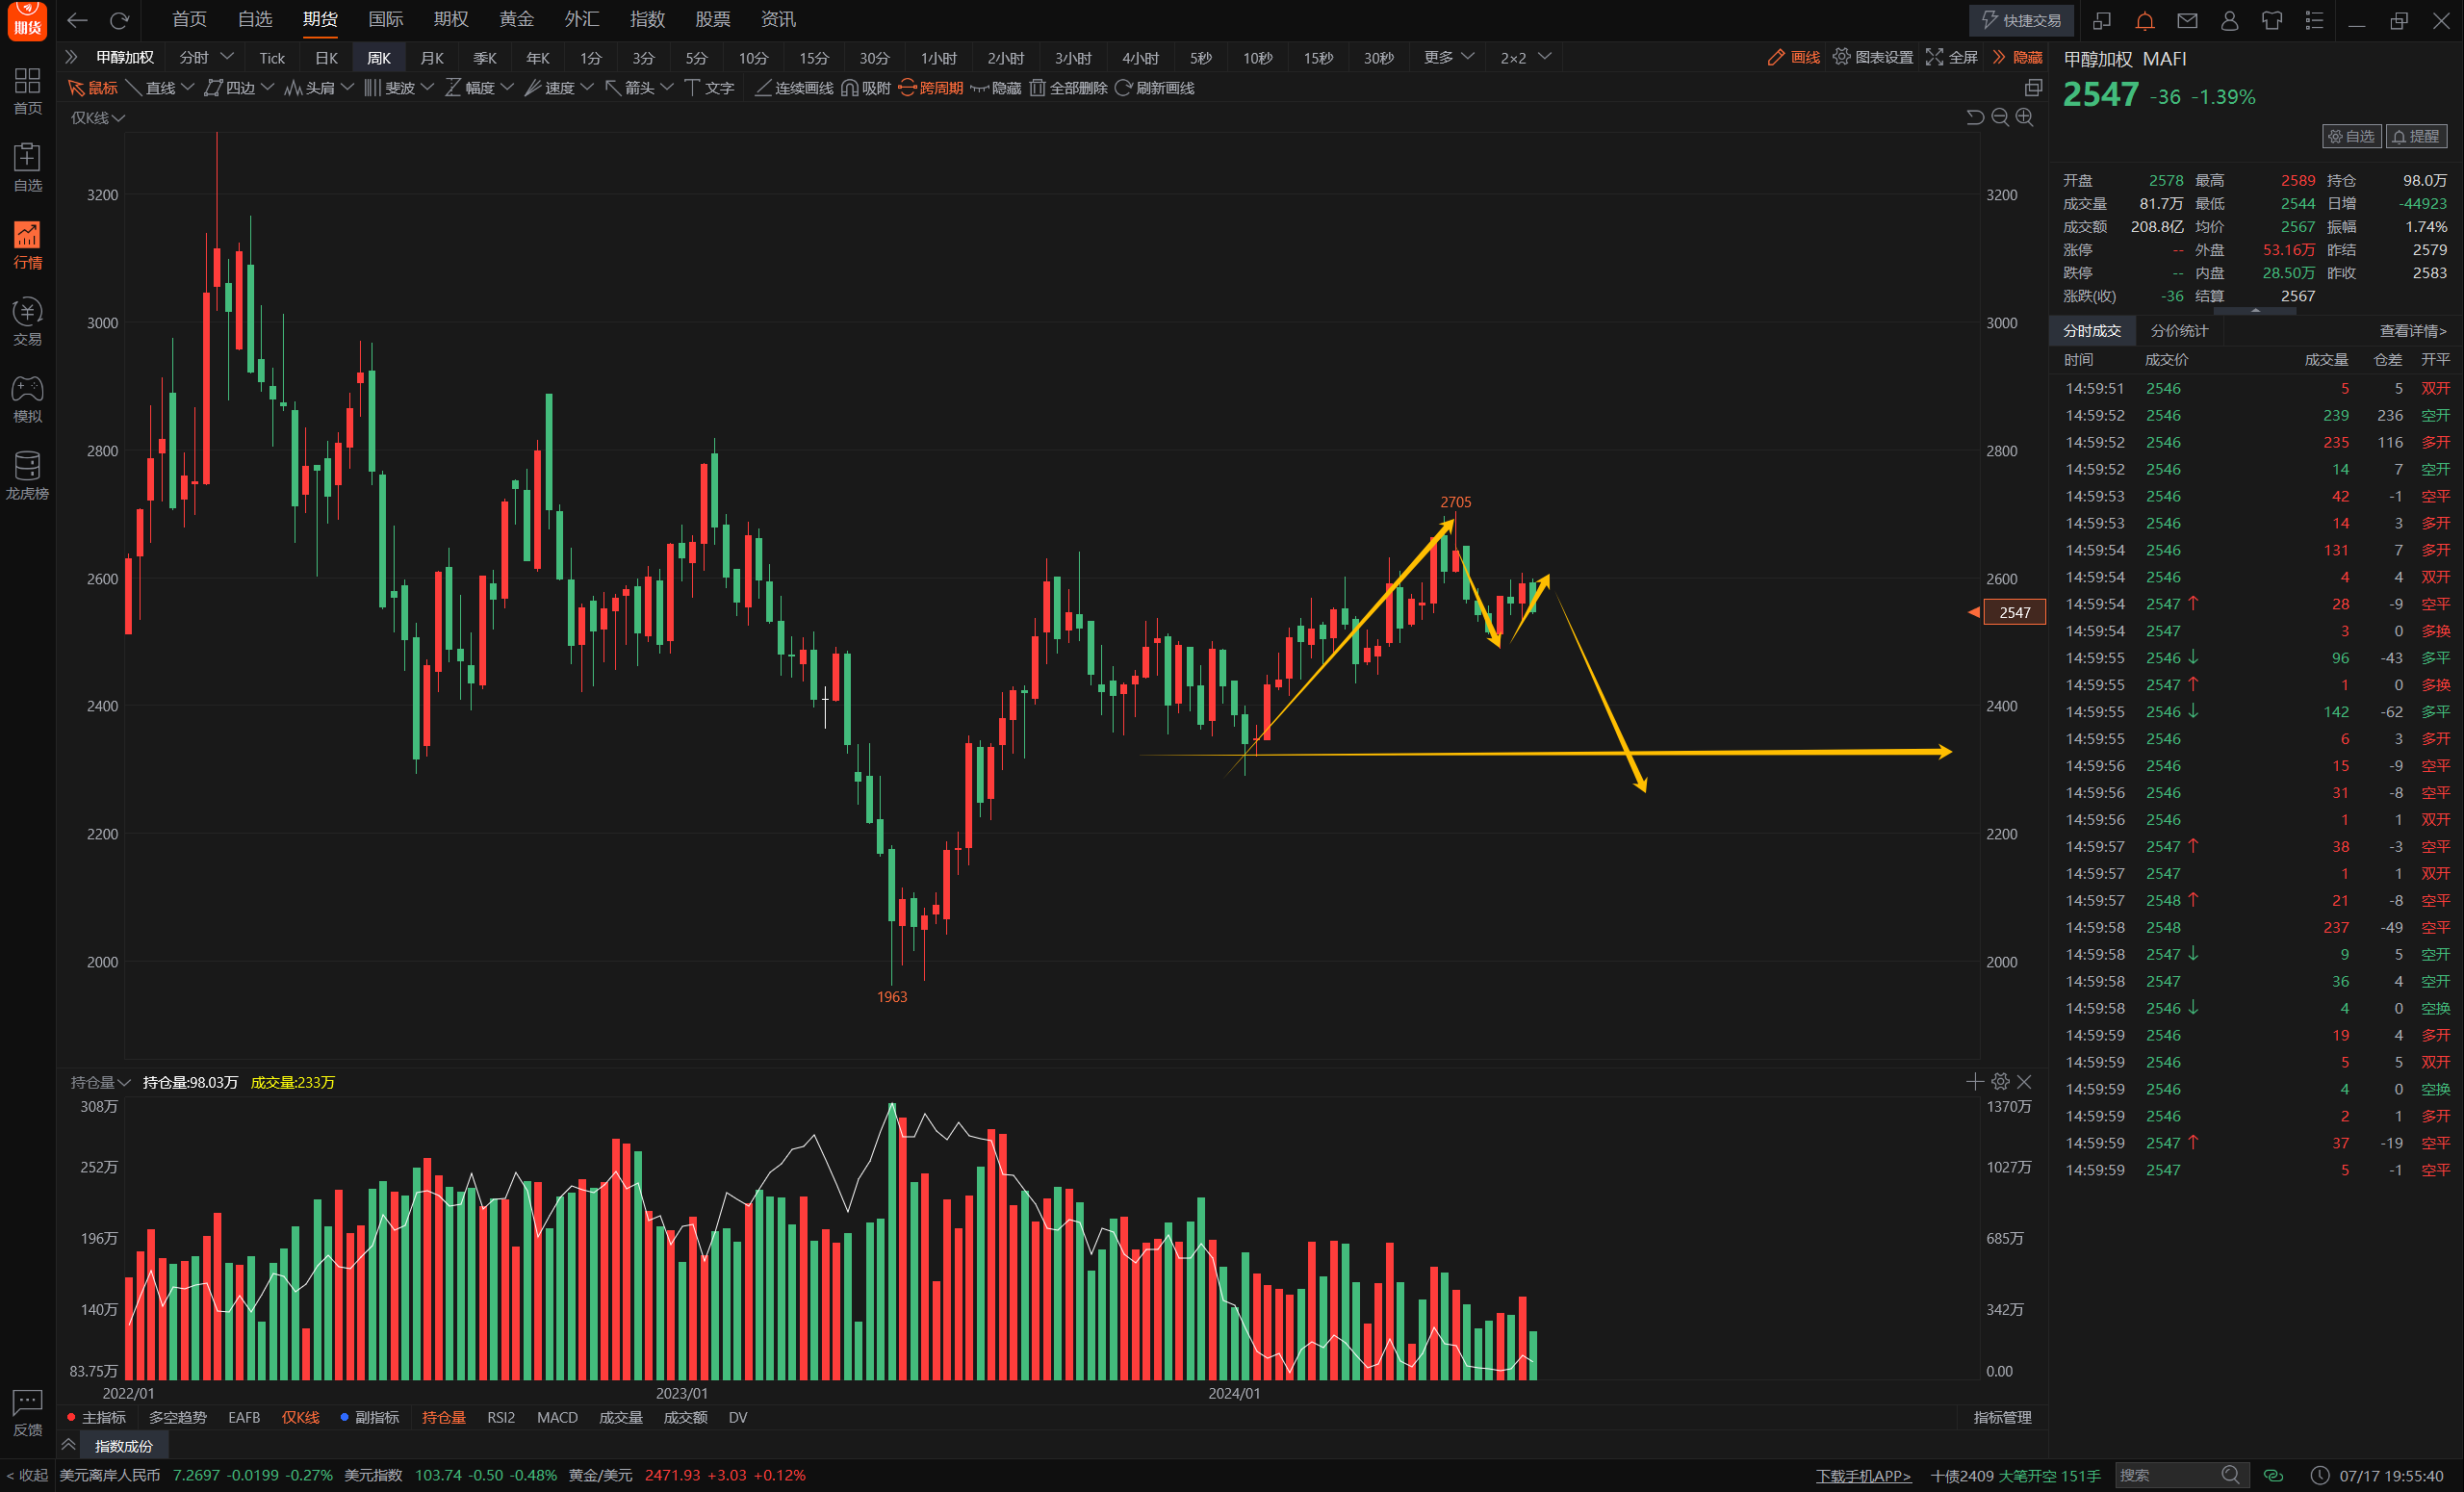 期货 首页 自选 期货 国际 期权 黄金 外汇 指数 股票 资讯 快捷交易
甲醇加权 分时 Tick 日K 周K 月K 季K 年K 1分 3分 5分 10分 15分 30分 1小时 2小时 3小时 4小时 5秒 10秒 15秒 30秒 更多 2×2 画线 图表设置 全屏 隐藏
鼠标 直线 四边 头肩 斐波 幅度 速度 箭头 文字 连续画线 吸附 跨周期 隐藏 全部删除 刷新画线
首页
自选
行情
交易
模拟
龙虎榜
反馈
< 收起
仅K线
3200 3200
3000 3000
2800 2800
2705
2600 2600
2547
2400 2400
2200 2200
2000 2000
1963
持仓量 持仓量:98.03万 成交量:233万
308万 1370万
252万 1027万
196万 685万
140万 342万
83.75万 0.00
2022/01 2023/01 2024/01
主指标 多空趋势 EAFB 仅K线 副指标 持仓量 RSI2 MACD 成交量 成交额 DV 指标管理
指数成份
甲醇加权 MAFI
2547 -36 -1.39%
自选 提醒
开盘 2578 最高 2589 持仓 98.0万
成交量 81.7万 最低 2544 日增 -44923
成交额 208.8亿 均价 2567 振幅 1.74%
涨停 -- 外盘 53.16万 昨结 2579
跌停 -- 内盘 28.50万 昨收 2583
涨跌(收) -36 结算 2567
分时成交 分价统计 查看详情>
时间 成交价 成交量 仓差 开平
14:59:51 2546 5 5 双开
14:59:52 2546 239 236 空开
14:59:52 2546 235 116 多开
14:59:52 2546 14 7 空开
14:59:53 2546 42 -1 空平
14:59:53 2546 14 3 多开
14:59:54 2546 131 7 多开
14:59:54 2546 4 4 双开
14:59:54 2547 ↑ 28 -9 空平
14:59:54 2547 3 0 多换
14:59:55 2546 ↓ 96 -43 多平
14:59:55 2547 ↑ 1 0 多换
14:59:55 2546 ↓ 142 -62 多平
14:59:55 2546 6 3 多开
14:59:56 2546 15 -9 空平
14:59:56 2546 31 -8 空平
14:59:56 2546 1 1 双开
14:59:57 2547 ↑ 38 -3 空平
14:59:57 2547 1 1 双开
14:59:57 2548 ↑ 21 -8 空平
14:59:58 2548 237 -49 空平
14:59:58 2547 ↓ 9 5 空开
14:59:58 2547 36 4 空开
14:59:58 2546 ↓ 4 0 空换
14:59:59 2546 19 4 多开
14:59:59 2546 5 5 双开
14:59:59 2546 4 0 空换
14:59:59 2546 2 1 多开
14:59:59 2547 ↑ 37 -19 空平
14:59:59 2547 5 -1 空平
美元离岸人民币 7.2697 -0.0199 -0.27% 美元指数 103.74 -0.50 -0.48% 黄金/美元 2471.93 +3.03 +0.12% 下载手机APP> 十债2409 大笔开空 151手 搜索 07/17 19:55:40